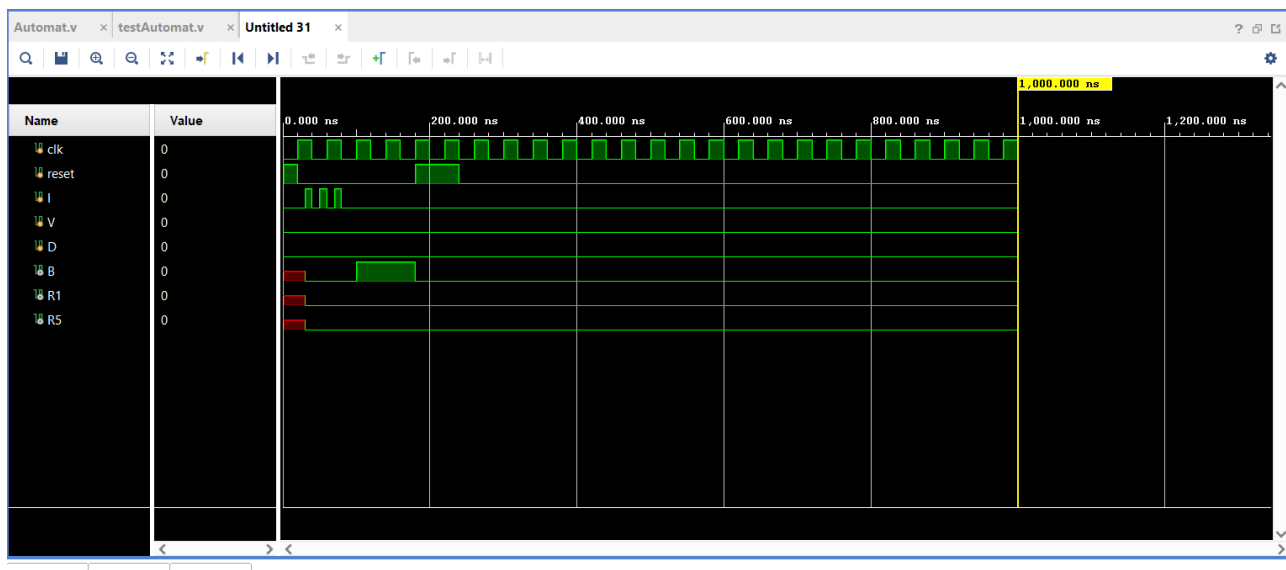 Automat.v × testAutomat.v × Untitled 31 ×
?
1,000.000 ns
Name Value 0.000 ns 200.000 ns 400.000 ns 600.000 ns 800.000 ns 1,000.000 ns 1,200.000 ns
clk 0
reset 0
I 0
V 0
D 0
B 0
R1 0
R5 0